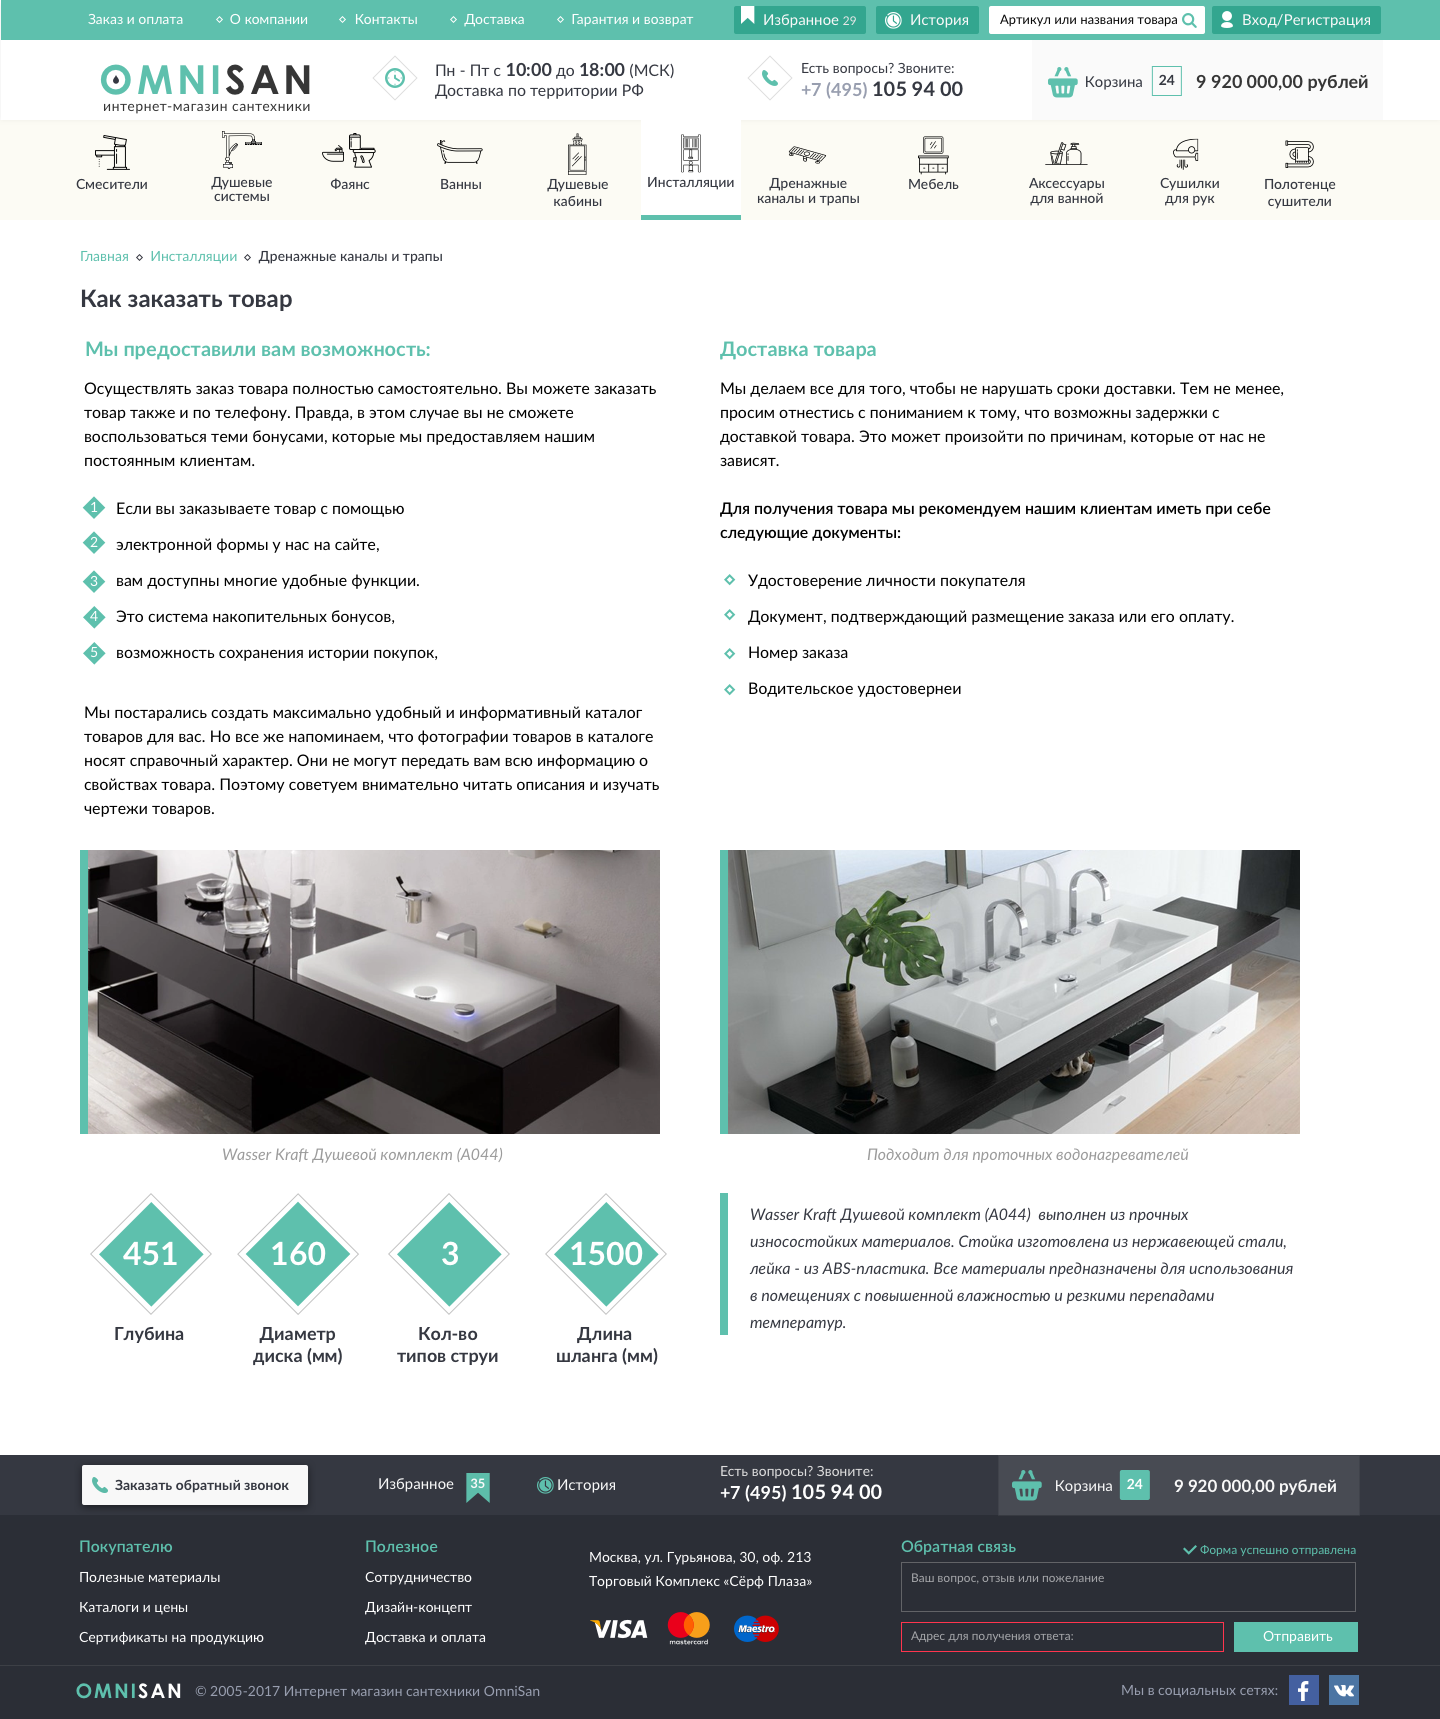 Заказ и оплата
О компании
Контакты
Доставка
Гарантия и возврат
Избранное 29
История
Артикул или названия товара
Вход/Регистрация
OMNISAN
интернет-магазин сантехники
Пн - Пт с 10:00 до 18:00 (МСК)
Доставка по территории РФ
Есть вопросы? Звоните:
+7 (495) 105 94 00
Корзина
24
9 920 000,00 рублей
Смесители
Душевые
системы
Фаянс
Ванны
Душевые
кабины
Инсталляции
Дренажные
каналы и трапы
Мебель
Аксессуары
для ванной
Сушилки
для рук
Полотенце
сушители
Главная
Инсталляции
Дренажные каналы и трапы
Как заказать товар
Мы предоставили вам возможность:
Осуществлять заказ товара полностью самостоятельно. Вы можете заказать
товар также и по телефону. Правда, в этом случае вы не сможете
воспользоваться теми бонусами, которые мы предоставляем нашим
постоянным клиентам.
1 Если вы заказываете товар с помощью
2 электронной формы у нас на сайте,
3 вам доступны многие удобные функции.
4 Это система накопительных бонусов,
5 возможность сохранения истории покупок,
Мы постарались создать максимально удобный и информативный каталог
товаров для вас. Но все же напоминаем, что фотографии товаров в каталоге
носят справочный характер. Они не могут передать вам всю информацию о
свойствах товара. Поэтому советуем внимательно читать описания и изучать
чертежи товаров.
Доставка товара
Мы делаем все для того, чтобы не нарушать сроки доставки. Тем не менее,
просим отнестись с пониманием к тому, что возможны задержки с
доставкой товара. Это может произойти по причинам, которые от нас не
зависят.
Для получения товара мы рекомендуем нашим клиентам иметь при себе
следующие документы:
Удостоверение личности покупателя
Документ, подтверждающий размещение заказа или его оплату.
Номер заказа
Водительское удостовернеи
Wasser Kraft Душевой комплект (A044)
Подходит для проточных водонагревателей
451
Глубина
160
Диаметр
диска (мм)
3
Кол-во
типов струи
1500
Длина
шланга (мм)
Wasser Kraft Душевой комплект (A044) выполнен из прочных
износостойких материалов. Стойка изготовлена из нержавеющей стали,
лейка - из ABS-пластика. Все материалы предназначены для использования
в помещениях с повышенной влажностью и резкими перепадами
температур.
Заказать обратный звонок
Избранное
35
История
Есть вопросы? Звоните:
+7 (495) 105 94 00
Корзина
24
9 920 000,00 рублей
Покупателю
Полезные материалы
Каталоги и цены
Сертификаты на продукцию
Полезное
Сотрудничество
Дизайн-концепт
Доставка и оплата
Москва, ул. Гурьянова, 30, оф. 213
Торговый Комплекс «Сёрф Плаза»
VISA
mastercard
Maestro
Обратная связь
Форма успешно отправлена
Ваш вопрос, отзыв или пожелание
Адрес для получения ответа:
Отправить
OMNISAN
© 2005-2017 Интернет магазин сантехники OmniSan
Мы в социальных сетях: